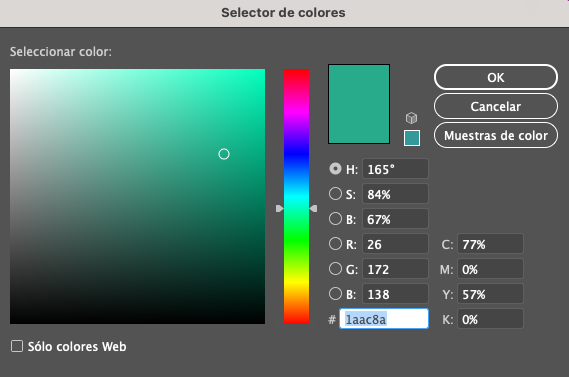 Selector de colores
Seleccionar color:
OK
Cancelar
Muestras de color
H: 165°
S: 84%
B: 67%
R: 26 C: 77%
G: 172 M: 0%
B: 138 Y: 57%
# 1aac8a K: 0%
Sólo colores Web